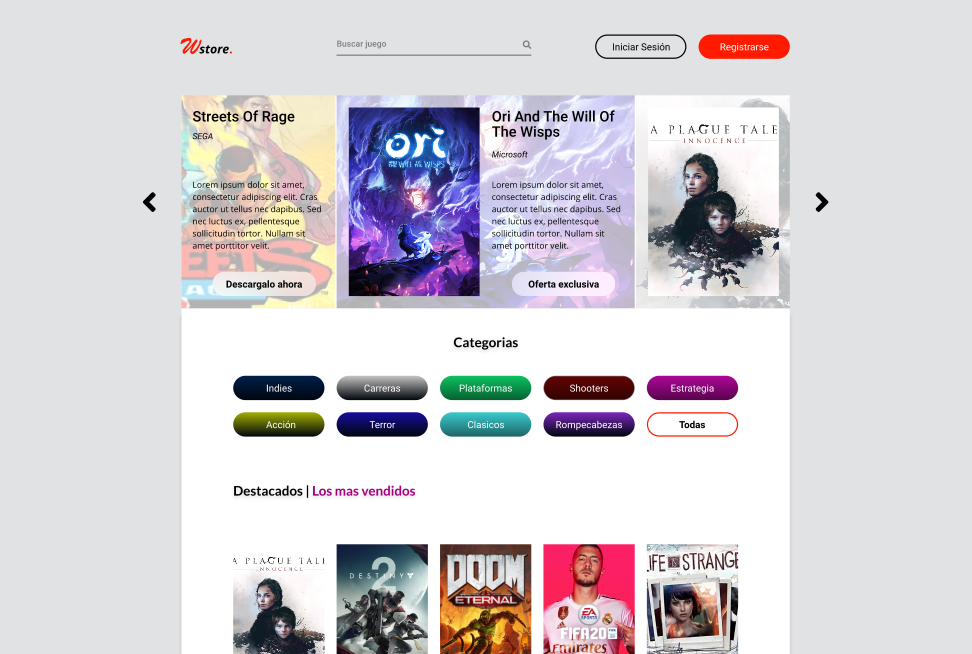 Wstore.
Buscar juego
Iniciar Sesión
Registrarse
Streets Of Rage
SEGA
Lorem ipsum dolor sit amet,
consectetur adipiscing elit. Cras
auctor ut tellus nec dapibus. Sed
nec luctus ex, pellentesque
sollicitudin tortor. Nullam sit
amet porttitor velit.
Descargalo ahora
ori
AND THE WILL OF THE WISPS
Ori And The Will Of
The Wisps
Microsoft
Lorem ipsum dolor sit amet,
consectetur adipiscing elit. Cras
auctor ut tellus nec dapibus. Sed
nec luctus ex, pellentesque
sollicitudin tortor. Nullam sit
amet porttitor velit.
Oferta exclusiva
A PLAGUE TALE
INNOCENCE
Categorias
Indies
Carreras
Plataformas
Shooters
Estrategia
Acción
Terror
Clasicos
Rompecabezas
Todas
Destacados | Los mas vendidos
A PLAGUE TALE
INNOCENCE
DESTINY 2
DOOM
ETERNAL
EA
SPORTS
FIFA20
Emirates
LIFE IS STRANGE